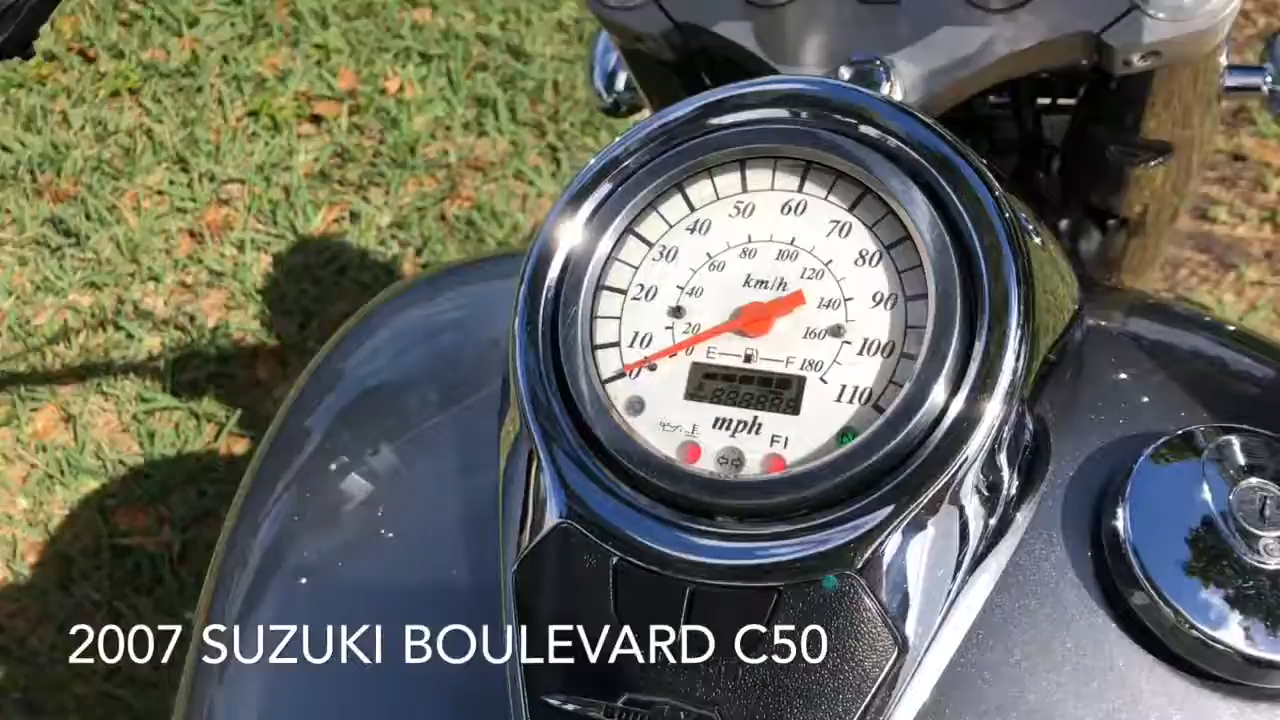 50 60
40 70
30 80
20 90
10 100
0 110
80 100
60 120
40 140
20 160
0 180
km/h
E F
888888
mph
FI
N
2007 SUZUKI BOULEVARD C50